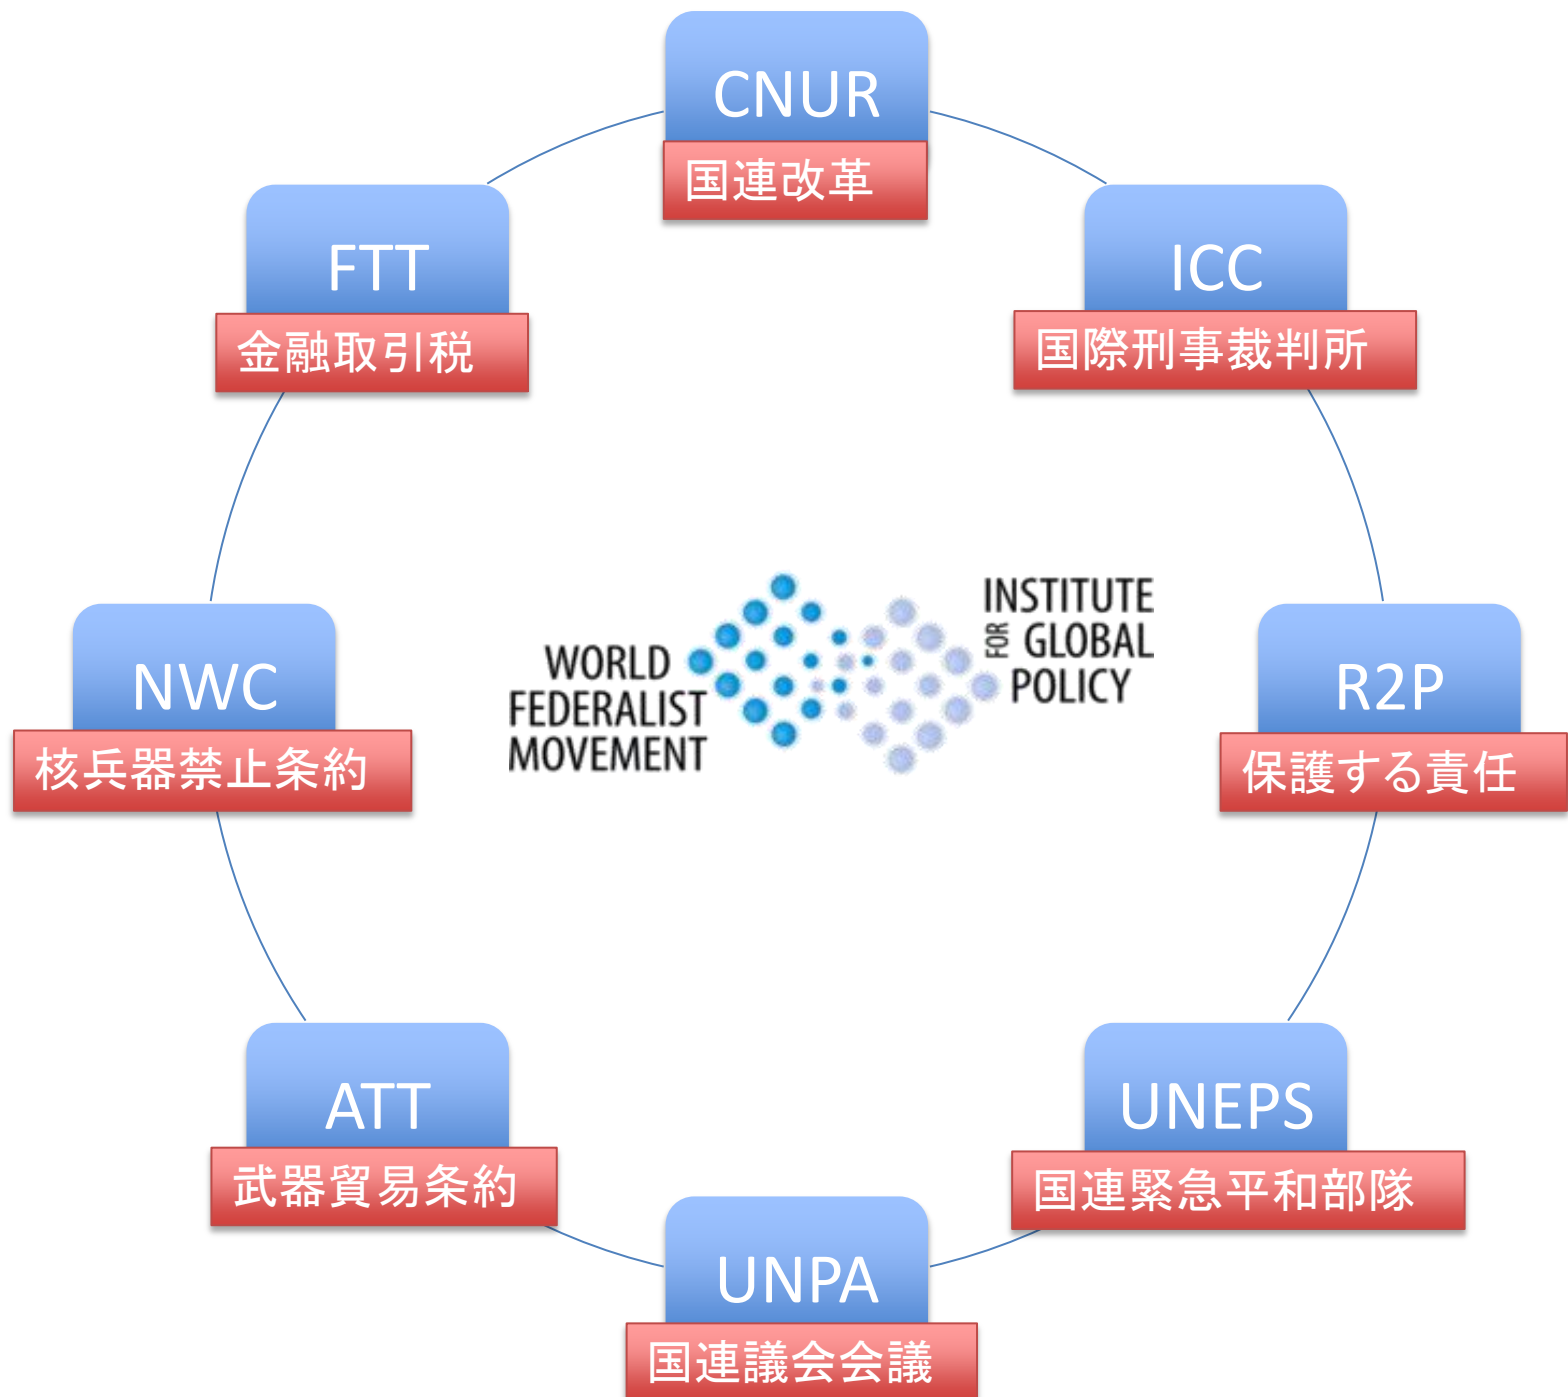 CNUR
国連改革
FTT
金融取引税
ICC
国際刑事裁判所
WORLD
FEDERALIST
MOVEMENT
INSTITUTE
FOR GLOBAL
POLICY
NWC
核兵器禁止条約
R2P
保護する責任
ATT
武器貿易条約
UNEPS
国連緊急平和部隊
UNPA
国連議会会議